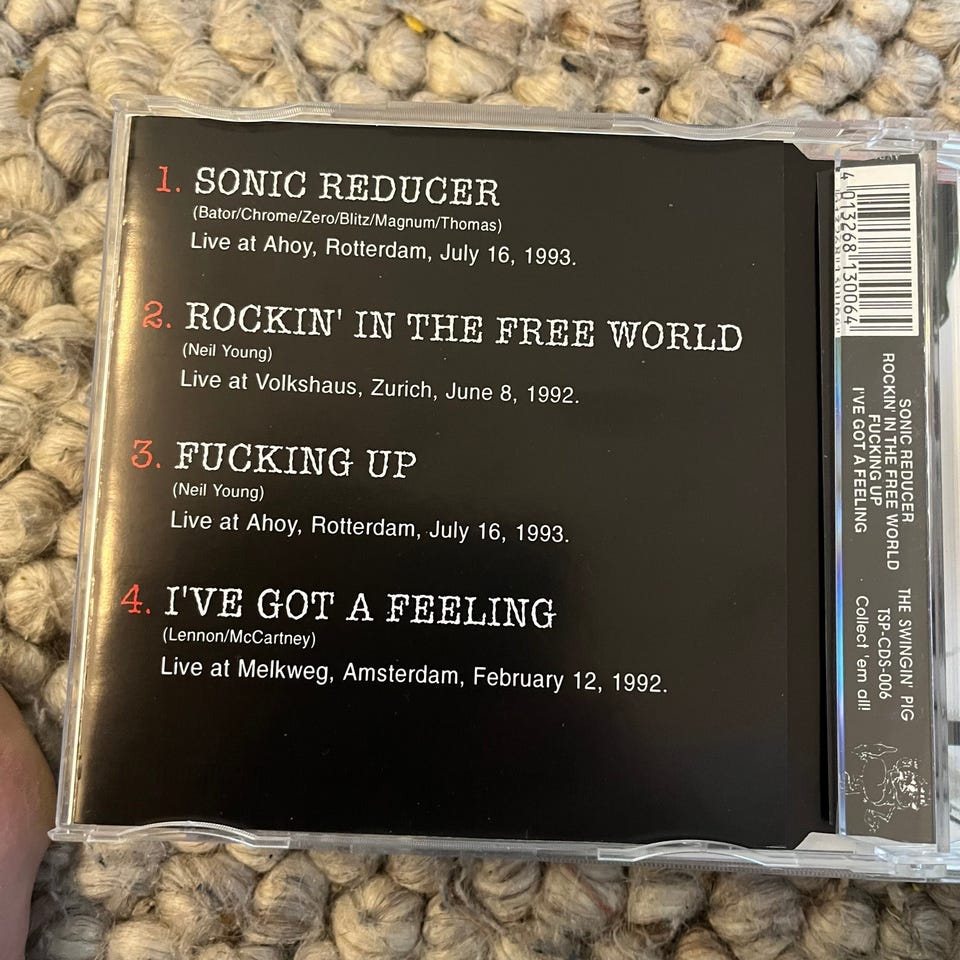 1. SONIC REDUCER
(Bator/Chrome/Zero/Blitz/Magnum/Thomas)
Live at Ahoy, Rotterdam, July 16, 1993.
2. ROCKIN' IN THE FREE WORLD
(Neil Young)
Live at Volkshaus, Zurich, June 8, 1992.
3. FUCKING UP
(Neil Young)
Live at Ahoy, Rotterdam, July 16, 1993.
4. I'VE GOT A FEELING
(Lennon/McCartney)
Live at Melkweg, Amsterdam, February 12, 1992.
4 013268 130064
SONIC REDUCER
ROCKIN' IN THE FREE WORLD
FUCKING UP
I'VE GOT A FEELING
THE SWINGIN' PIG
TSP-CDS-006
Collect 'em all!